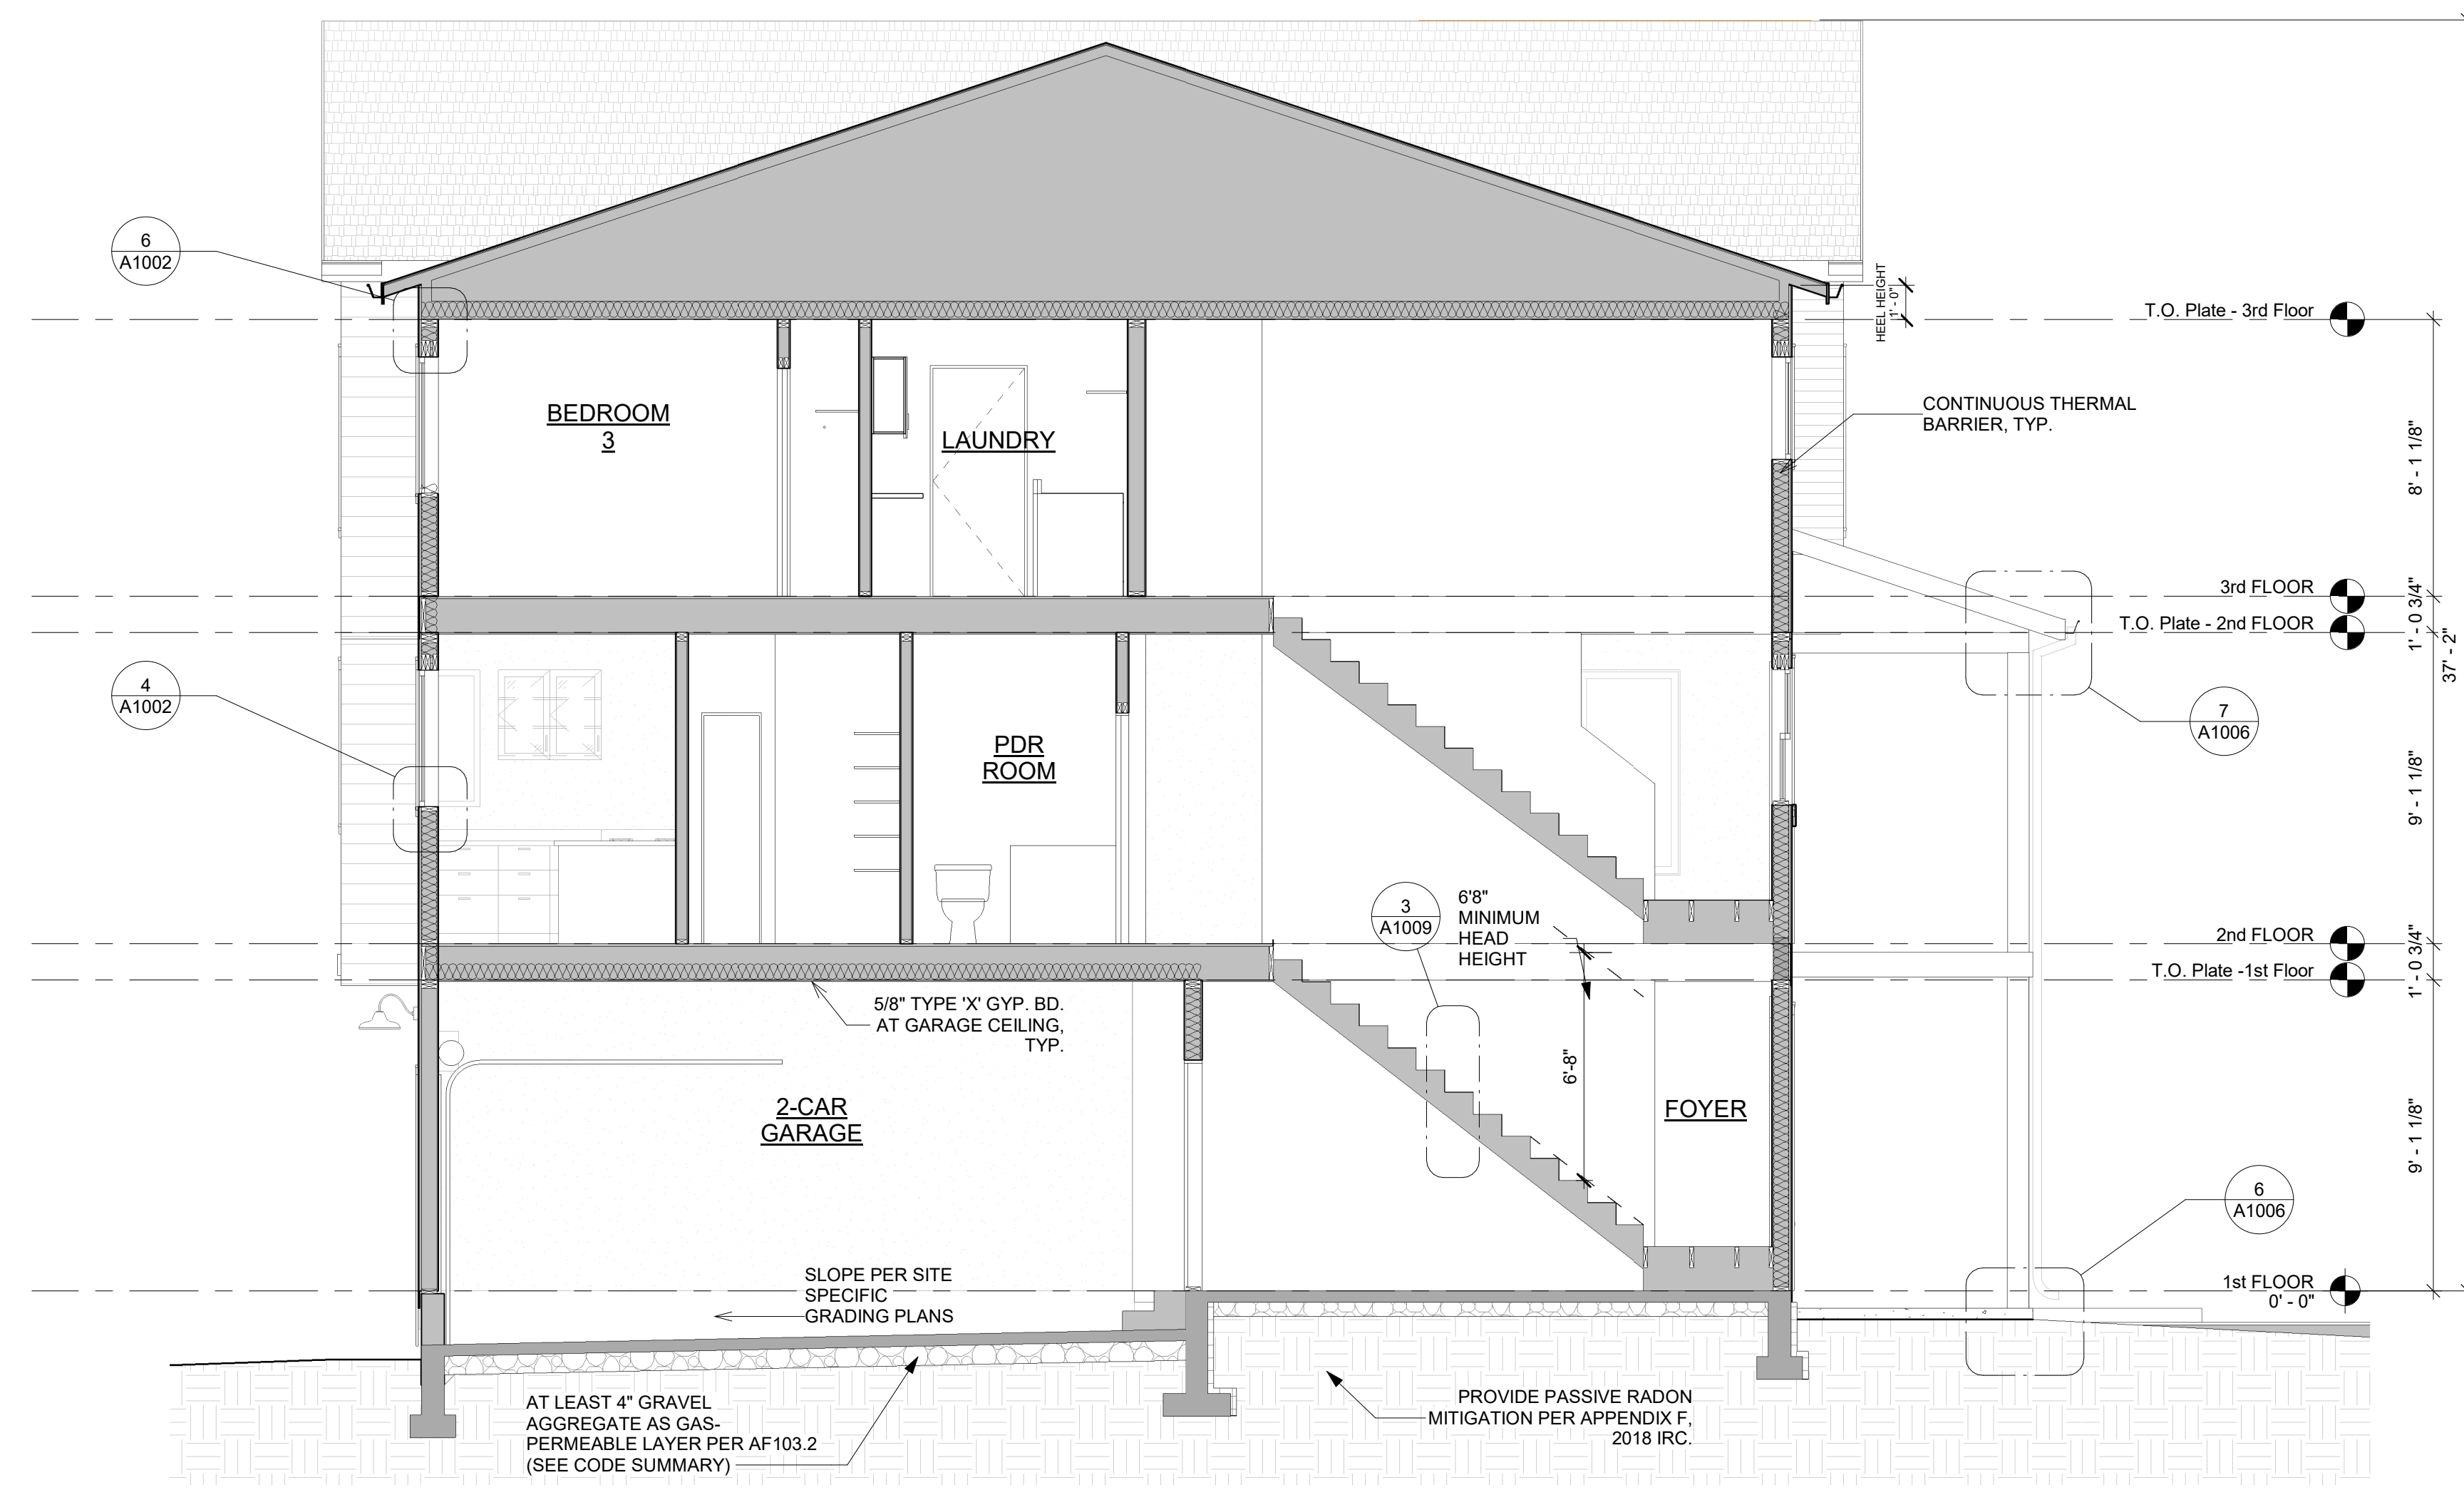 6
A1002
HEEL HEIGHT
1' - 0"
T.O. Plate - 3rd Floor
BEDROOM
3
LAUNDRY
CONTINUOUS THERMAL
BARRIER, TYP.
8' - 1 1/8"
3rd FLOOR
T.O. Plate - 2nd FLOOR
1' - 0 3/4"
37' - 2"
4
A1002
7
A1006
PDR
ROOM
9' - 1 1/8"
3
A1009
6'8"
MINIMUM
HEAD
HEIGHT
2nd FLOOR
T.O. Plate -1st Floor
1' - 0 3/4"
5/8" TYPE 'X' GYP. BD.
AT GARAGE CEILING,
TYP.
6'-8"
2-CAR
GARAGE
FOYER
9' - 1 1/8"
6
A1006
SLOPE PER SITE
SPECIFIC
GRADING PLANS
1st FLOOR
0' - 0"
AT LEAST 4" GRAVEL
AGGREGATE AS GAS-
PERMEABLE LAYER PER AF103.2
(SEE CODE SUMMARY)
PROVIDE PASSIVE RADON
MITIGATION PER APPENDIX F,
2018 IRC.